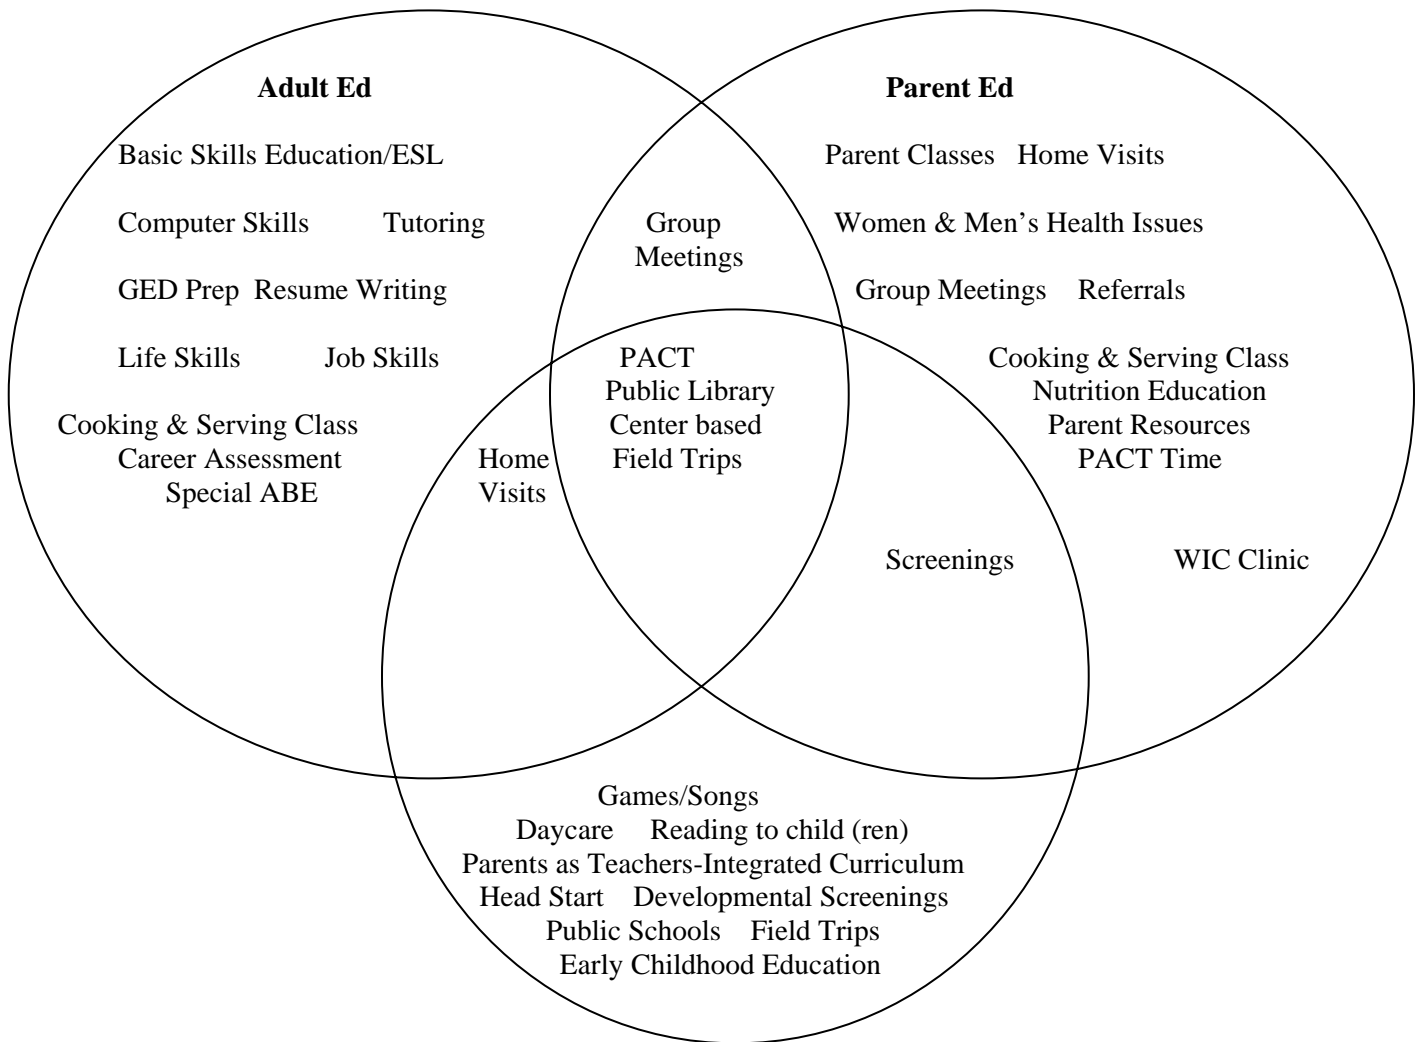 Adult Ed
Parent Ed
Basic Skills Education/ESL
Parent Classes Home Visits
Computer Skills Tutoring
Group
Meetings
Women & Men’s Health Issues
GED Prep Resume Writing
Group Meetings Referrals
Life Skills Job Skills
PACT
Public Library
Center based
Field Trips
Cooking & Serving Class
Nutrition Education
Parent Resources
PACT Time
Cooking & Serving Class
Career Assessment
Special ABE
Home
Visits
Screenings
WIC Clinic
Games/Songs
Daycare Reading to child (ren)
Parents as Teachers-Integrated Curriculum
Head Start Developmental Screenings
Public Schools Field Trips
Early Childhood Education